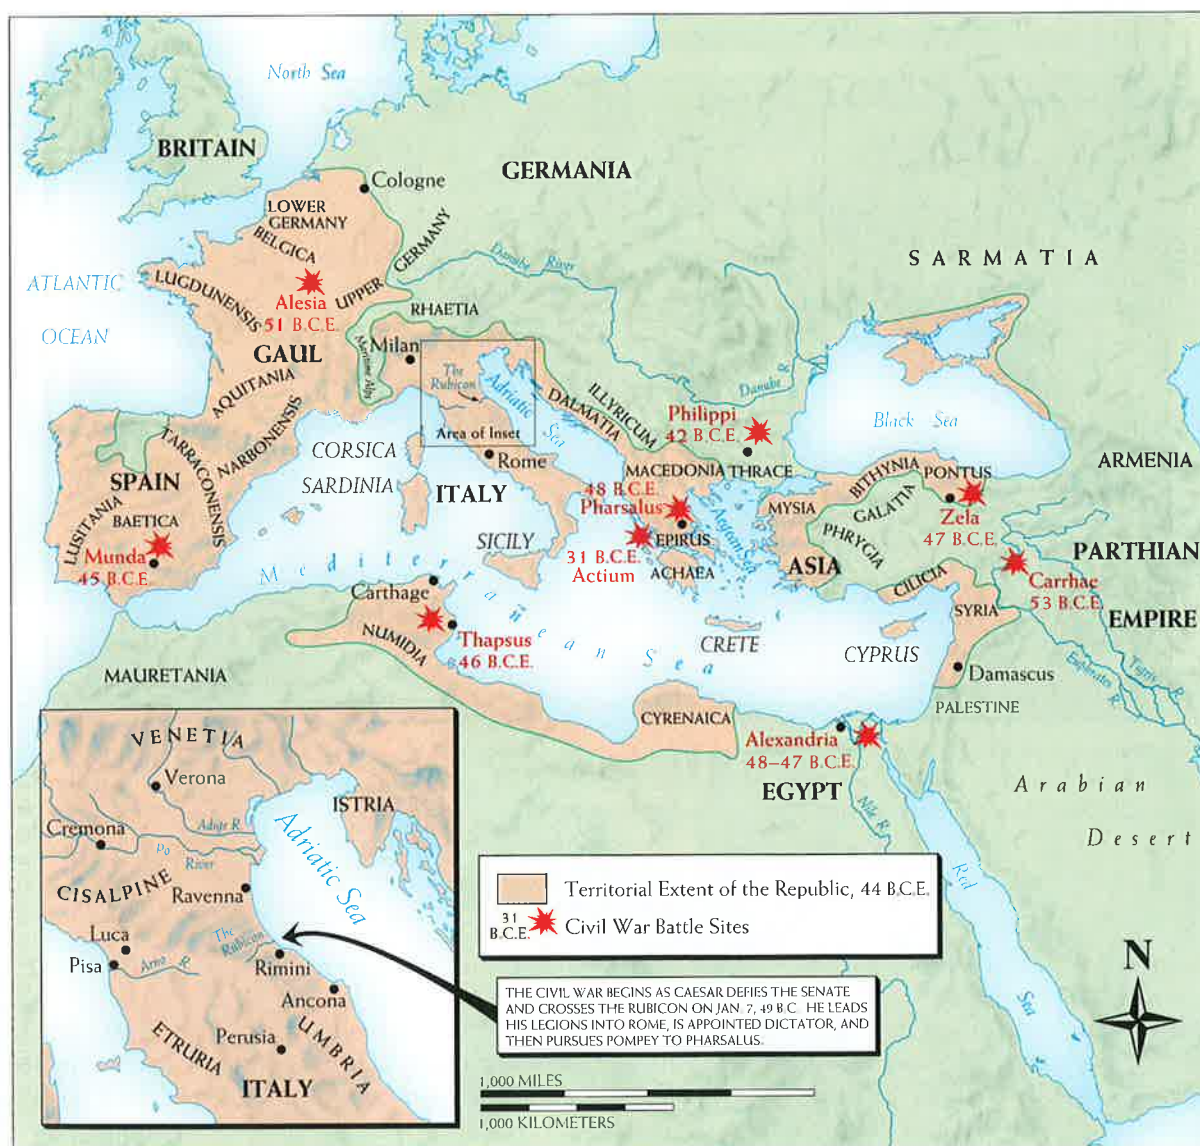 North Sea
BRITAIN
GERMANIA
Cologne
LOWER
GERMANY
BELGICA
GERMANY
UPPER
Danube River
SARMATIA
ATLANTIC
OCEAN
LUGDUNENSIS
Alesia
51 B.C.E.
GAUL
RHAETIA
Milan
Maritime Alps
The
Rubicon
Adriatic Sea
Area of Inset
AQUITANIA
NARBONENSIS
TARRACONENSIS
ILLYRICUM
DALMATIA
Danube R.
Philippi
42 B.C.E.
Black Sea
CORSICA
SARDINIA
Rome
ITALY
MACEDONIA
THRACE
BITHYNIA
PONTUS
ARMENIA
SPAIN
LUSITANIA
BAETICA
Munda
45 B.C.E.
48 B.C.E.
Pharsalus
MYSIA
GALATIA
PHRYGIA
Zela
47 B.C.E.
Aegean Sea
SICILY
31 B.C.E.
Actium
EPIRUS
ACHAEA
ASIA
CILICIA
PARTHIAN
EMPIRE
Carrhae
53 B.C.E.
Mediterranean Sea
Carthage
NUMIDIA
Thapsus
46 B.C.E.
CRETE
CYPRUS
SYRIA
Damascus
Euphrates R.
Tigris R.
MAURETANIA
CYRENAICA
PALESTINE
Alexandria
48–47 B.C.E.
EGYPT
Nile R.
Arabian
Desert
Red Sea
VENETIA
Verona
ISTRIA
Adige R.
Cremona
Po
River
Adriatic Sea
CISALPINE
Ravenna
Luca
The
Rubicon
Pisa
Arno R.
Rimini
Ancona
ETRURIA
Perusia
UMBRIA
ITALY
Territorial Extent of the Republic, 44 B.C.E.
31
B.C.E.
Civil War Battle Sites
THE CIVIL WAR BEGINS AS CAESAR DEFIES THE SENATE
AND CROSSES THE RUBICON ON JAN. 7, 49 B.C. HE LEADS
HIS LEGIONS INTO ROME, IS APPOINTED DICTATOR, AND
THEN PURSUES POMPEY TO PHARSALUS.
N
1,000 MILES
1,000 KILOMETERS